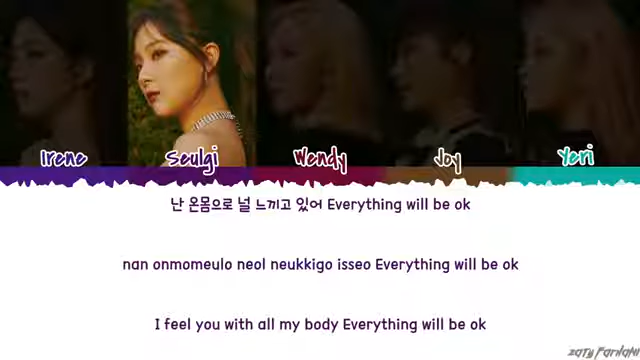 Irene Seulgi Wendy Joy Yeri
난 온몸으로 널 느끼고 있어 Everything will be ok
nan onmomeulo neol neukkigo isseo Everything will be ok
I feel you with all my body Everything will be ok